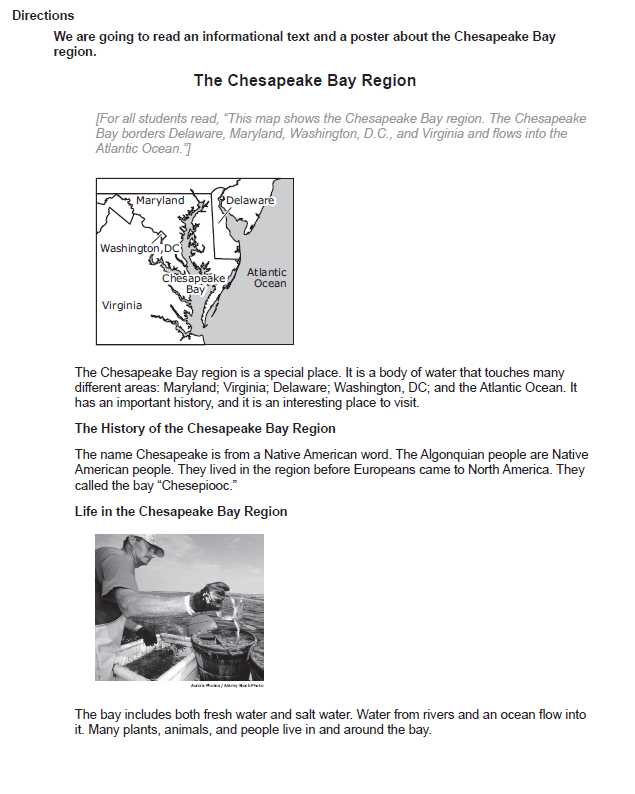 Directions
We are going to read an informational text and a poster about the Chesapeake Bay
region.
The Chesapeake Bay Region
[For all students read, “This map shows the Chesapeake Bay region. The Chesapeake
Bay borders Delaware, Maryland, Washington, D.C., and Virginia and flows into the
Atlantic Ocean.”]
Maryland
Delaware
Washington,DC
Chesapeake
Bay
Atlantic
Ocean
Virginia
The Chesapeake Bay region is a special place. It is a body of water that touches many
different areas: Maryland; Virginia; Delaware; Washington, DC; and the Atlantic Ocean. It
has an important history, and it is an interesting place to visit.
The History of the Chesapeake Bay Region
The name Chesapeake is from a Native American word. The Algonquian people are Native
American people. They lived in the region before Europeans came to North America. They
called the bay “Chesepiooc.”
Life in the Chesapeake Bay Region
Aurora Photos / Alamy Stock Photo
The bay includes both fresh water and salt water. Water from rivers and an ocean flow into
it. Many plants, animals, and people live in and around the bay.